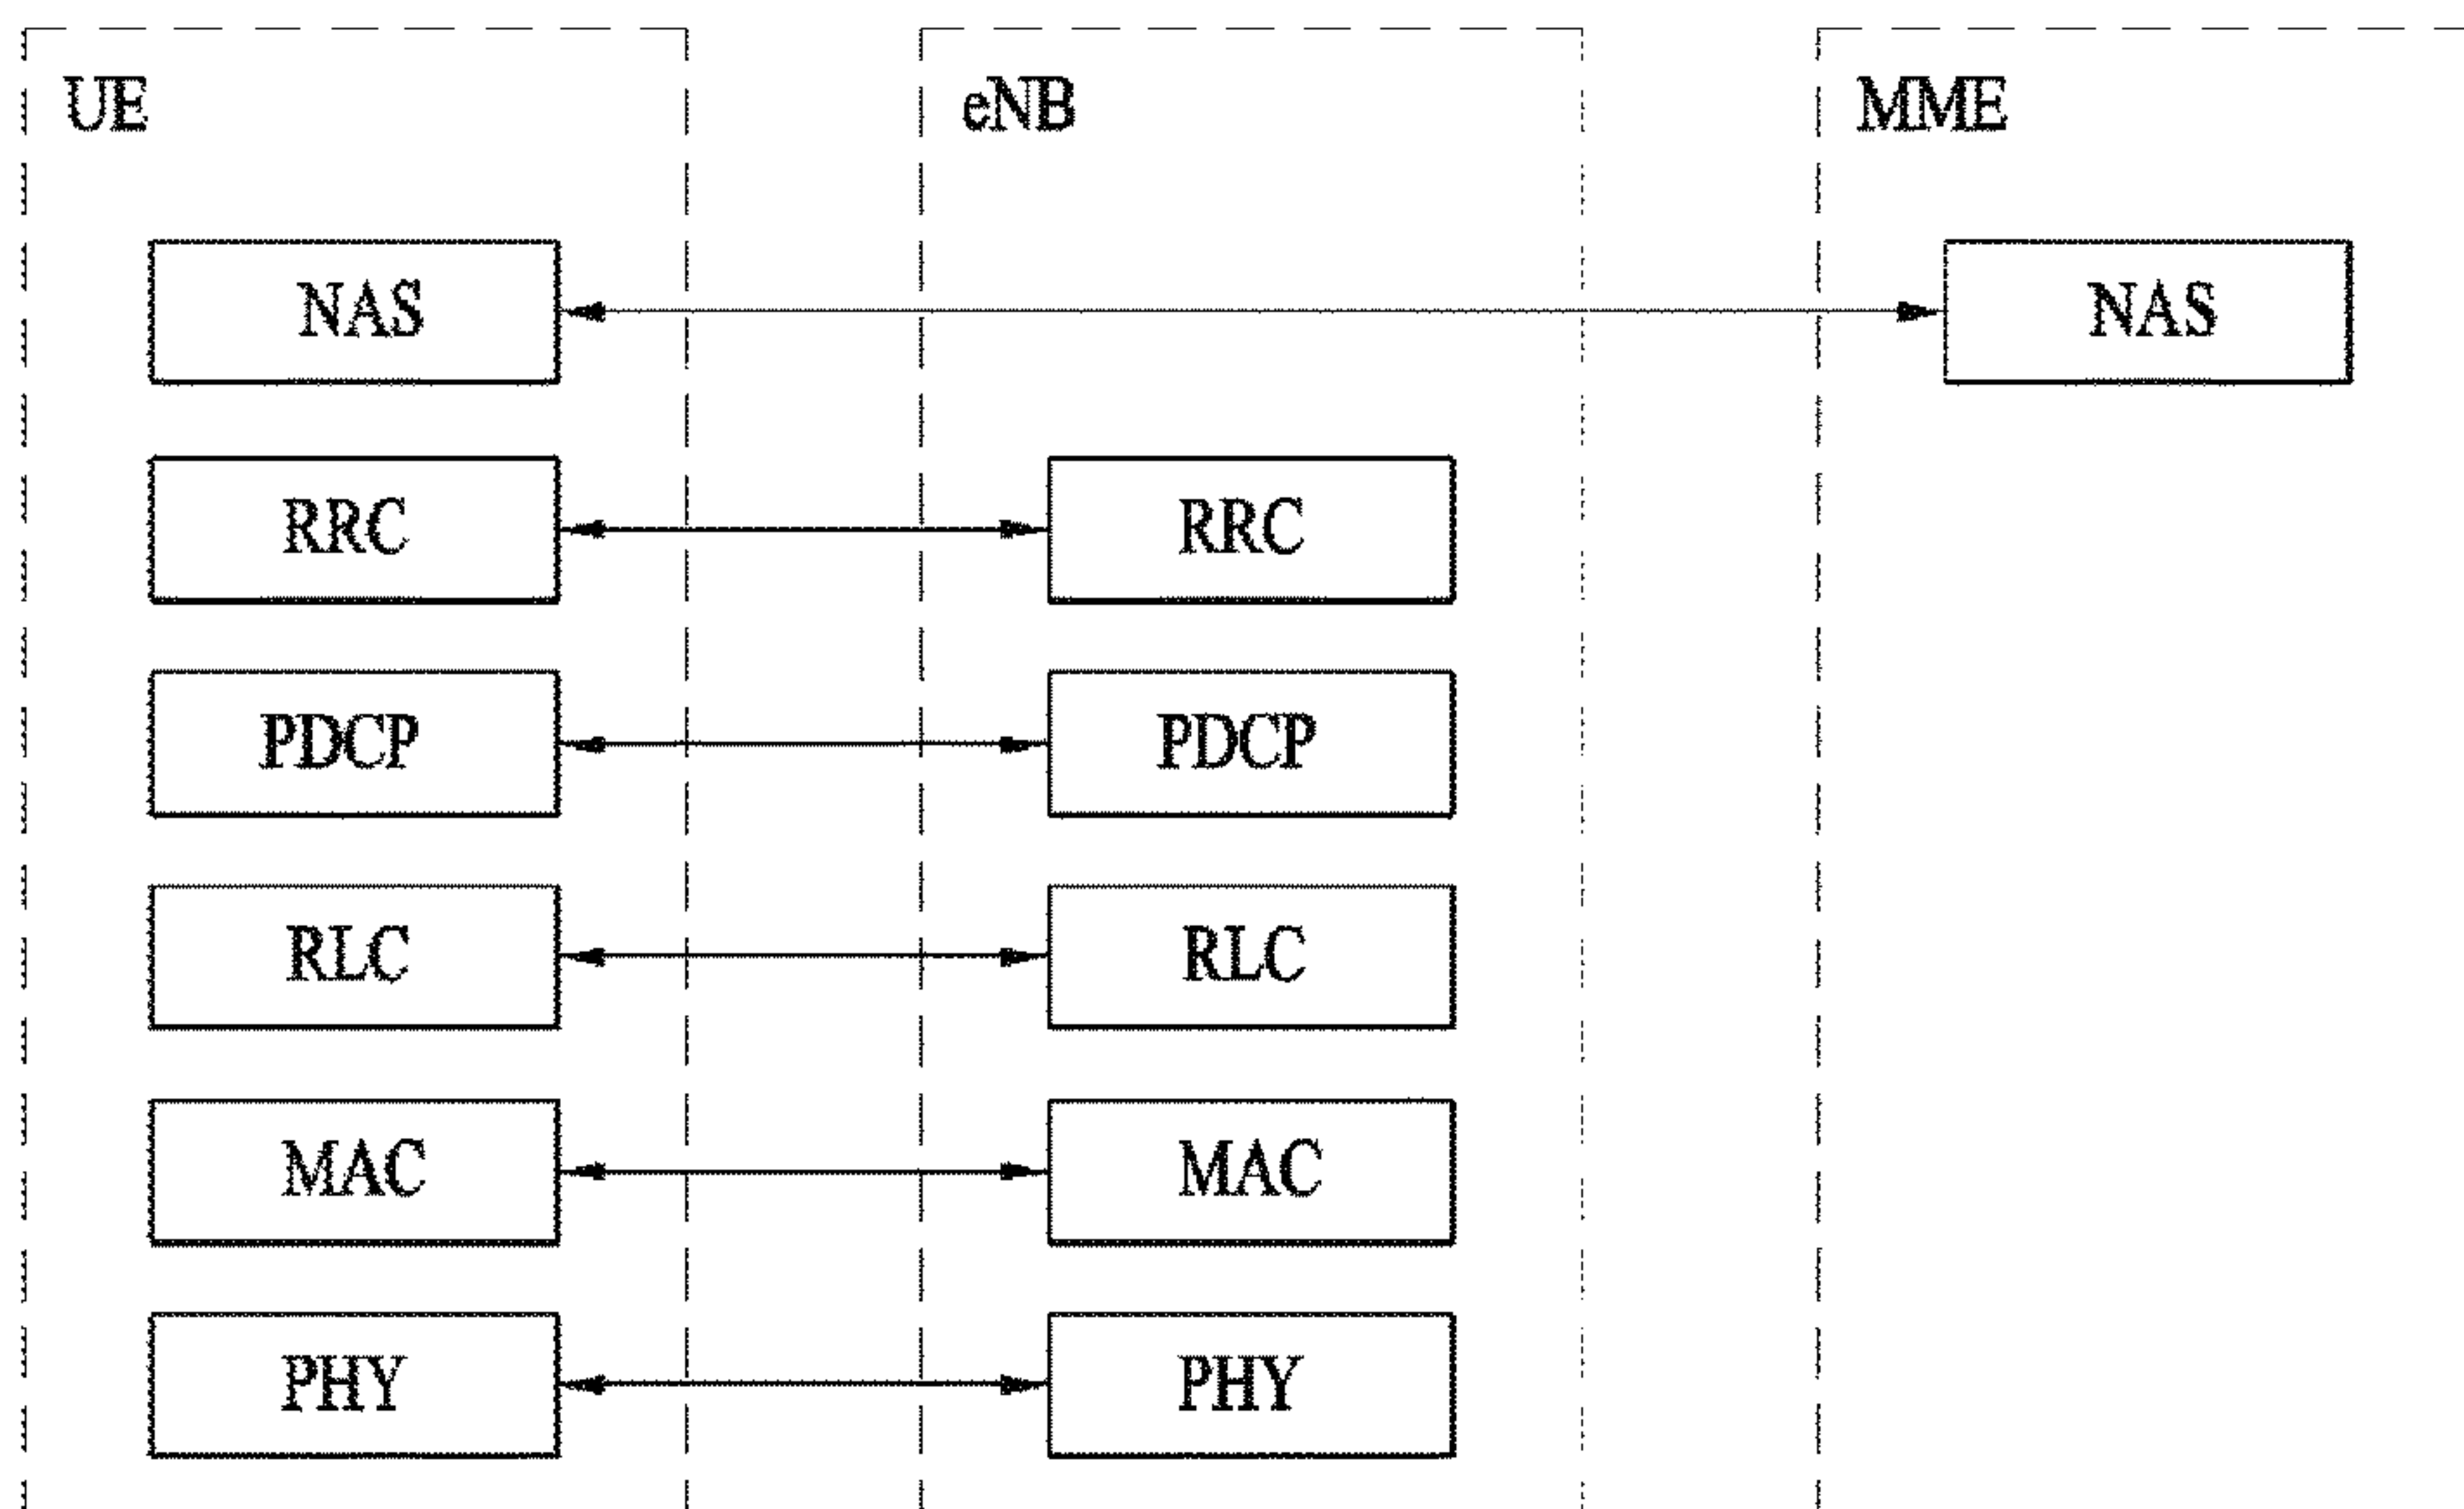 UE eNB MME
NAS NAS
RRC RRC
PDCP PDCP
RLC RLC
MAC MAC
PHY PHY